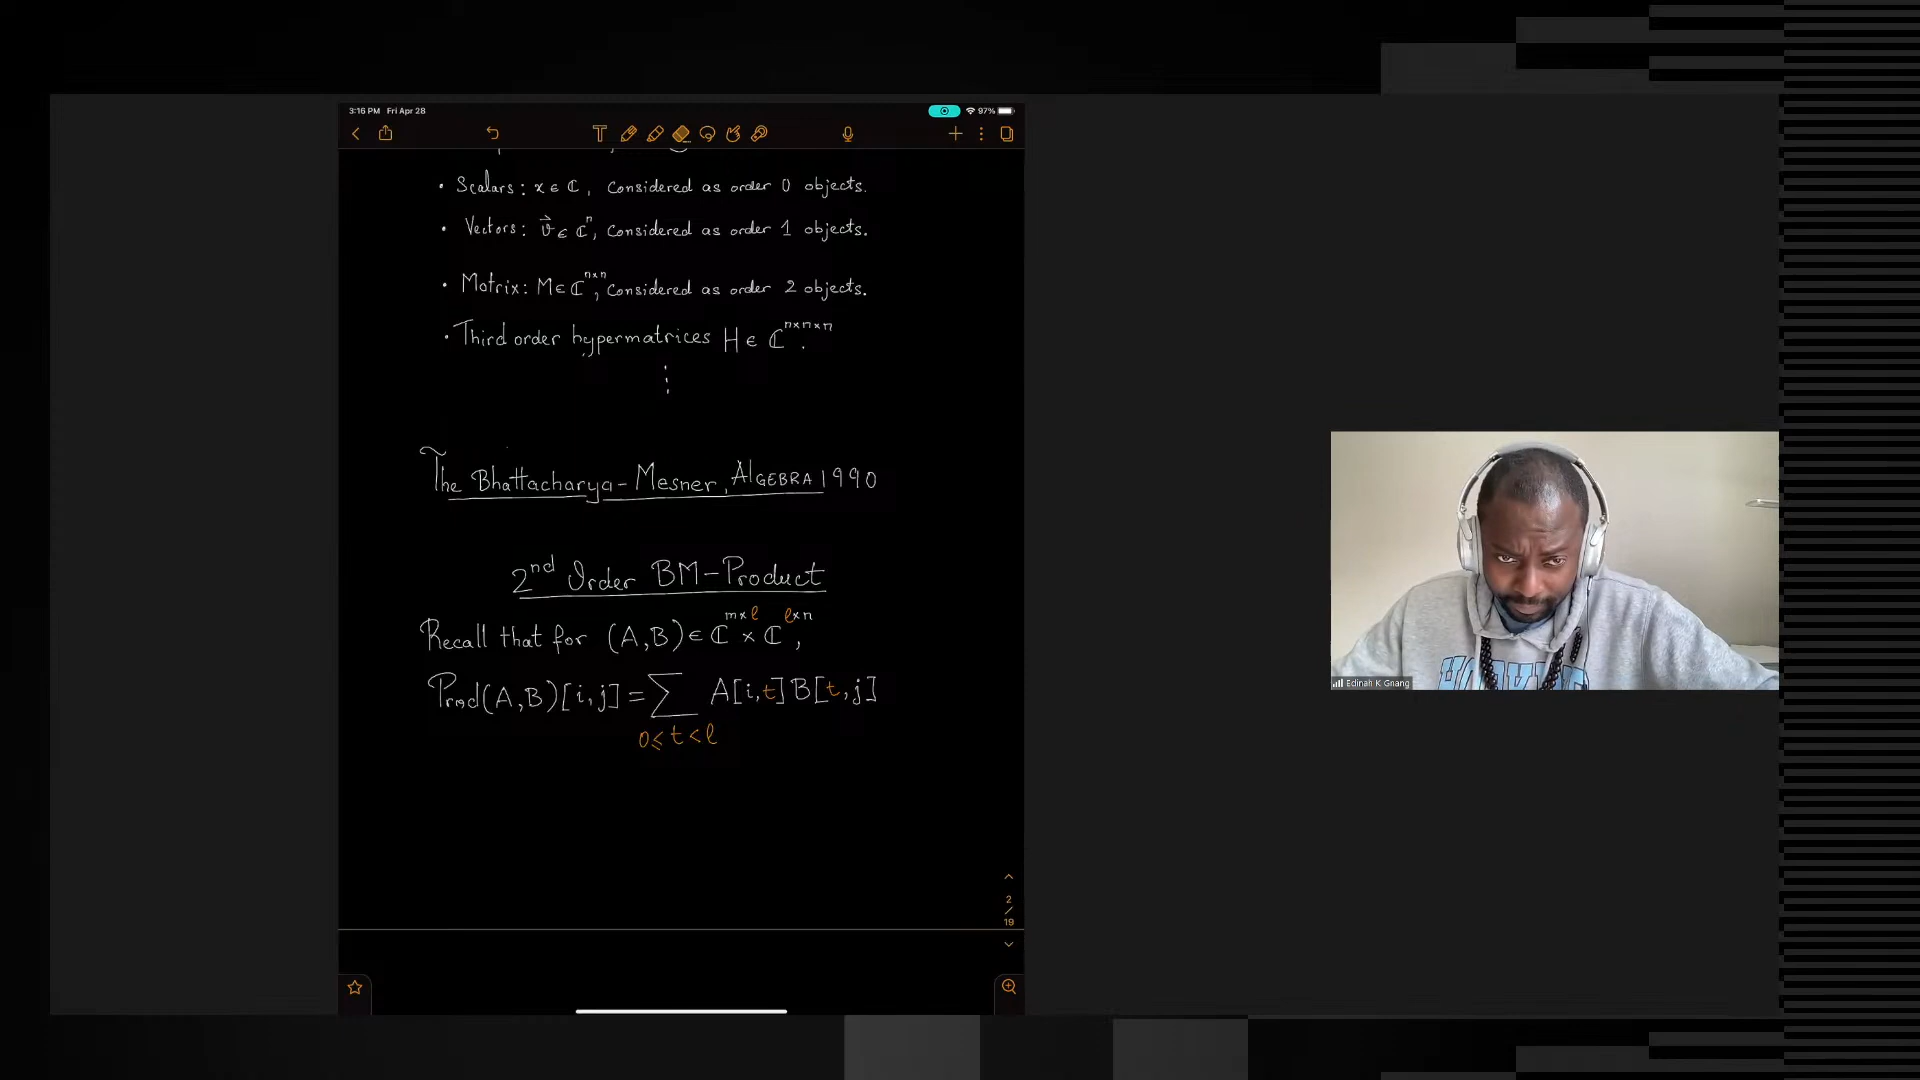 3:16 PM Fri Apr 28
97%
• Scalars: x ∈ ℂ, Considered as order 0 objects.
• Vectors: v⃗ ∈ ℂⁿ, Considered as order 1 objects.
• Matrix: M ∈ ℂⁿˣⁿ, Considered as order 2 objects.
• Third order hypermatrices H ∈ ℂⁿˣⁿˣⁿ.
⋮
The Bhattacharya-Mesner, ALGEBRA 1990
2nd Order BM-Product
Recall that for (A,B) ∈ ℂ^{m×l} × ℂ^{l×n},
Prod(A,B)[i,j] = ∑ A[i,t] B[t,j]
0≤t<l
2
/
19
Edinah K Gnang